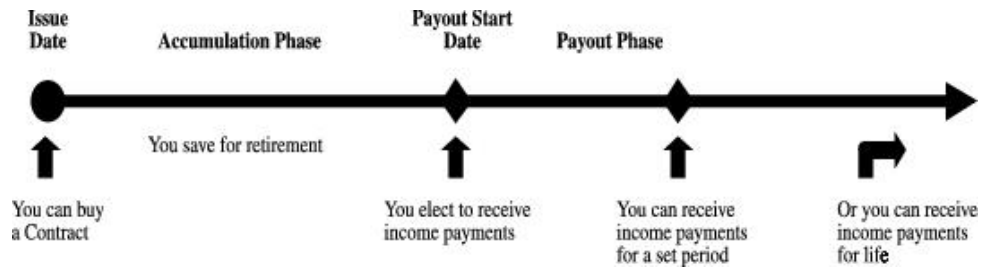 Issue
Date
Accumulation Phase
Payout Start
Date
Payout Phase
You save for retirement
You can buy
a Contract
You elect to receive
income payments
You can receive
income payments
for a set period
Or you can receive
income payments
for life